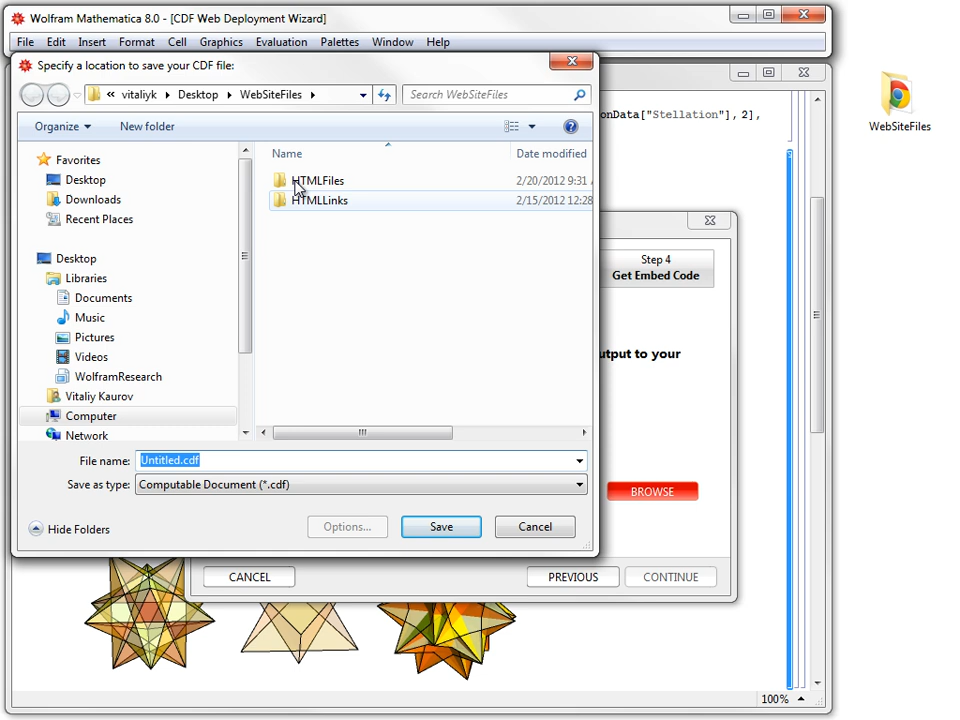 Wolfram Mathematica 8.0 - [CDF Web Deployment Wizard]
File Edit Insert Format Cell Graphics Evaluation Palettes Window Help
Specify a location to save your CDF file:
« vitaliyk Desktop WebSiteFiles
Search WebSiteFiles
Organize New folder
Name Date modified
Favorites
Desktop
Downloads
Recent Places
Desktop
Libraries
Documents
Music
Pictures
Videos
WolframResearch
Vitaliy Kaurov
Computer
Network
HTMLFiles 2/20/2012 9:31
HTMLLinks 2/15/2012 12:28
File name: Untitled.cdf
Save as type: Computable Document (*.cdf)
Hide Folders
Options... Save Cancel
onData["Stellation"], 2],
Step 4
Get Embed Code
utput to your
BROWSE
CANCEL PREVIOUS CONTINUE
100%
WebSiteFiles